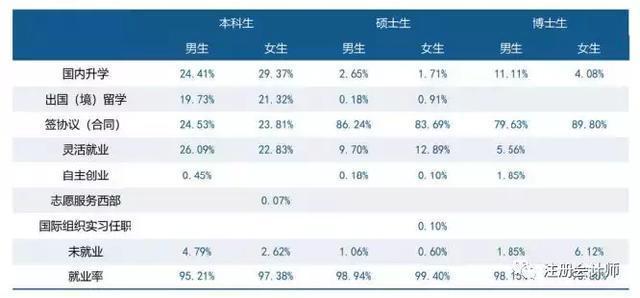 本科生 硕士生 博士生
男生 女生 男生 女生 男生 女生
国内升学 24.41% 29.37% 2.65% 1.71% 11.11% 4.08%
出国（境）留学 19.73% 21.32% 0.18% 0.91%
签协议（合同） 24.53% 23.81% 86.24% 83.69% 79.63% 89.80%
灵活就业 26.09% 22.83% 9.70% 12.89% 5.56%
自主创业 0.45% 0.18% 0.10% 1.85%
志愿服务西部 0.07%
国际组织实习任职 0.10%
未就业 4.79% 2.62% 1.06% 0.60% 1.85% 6.12%
就业率 95.21% 97.38% 98.94% 99.40%
注册会计师